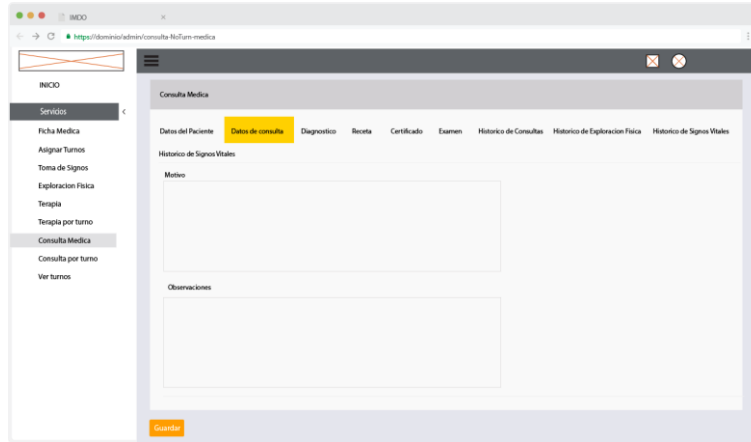 IMDO
https://dominio/admin/consulta-NoTurn-medica
INICIO
Servicios <
Ficha Medica
Asignar Turnos
Toma de Signos
Exploracion Fisica
Terapia
Terapia por turno
Consulta Medica
Consulta por turno
Ver turnos
Consulta Medica
Datos del Paciente Datos de consulta Diagnostico Receta Certificado Examen Historico de Consultas Historico de Exploracion Fisica Historico de Signos Vitales
Historico de Signos Vitales
Motivo
Observaciones
Guardar